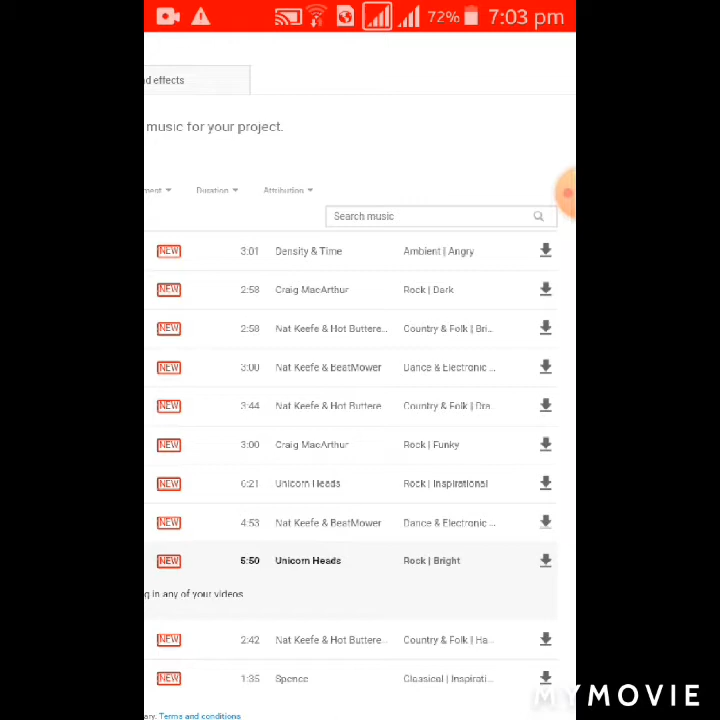 72% 7:03 pm
d effects
music for your project.
ment Duration Attribution
Search music
NEW 3:01 Density & Time Ambient | Angry
NEW 2:58 Craig MacArthur Rock | Dark
NEW 2:58 Nat Keefe & Hot Buttere... Country & Folk | Bri...
NEW 3:00 Nat Keefe & BeatMower Dance & Electronic ...
NEW 3:44 Nat Keefe & Hot Buttere Country & Folk | Dra...
NEW 3:00 Craig MacArthur Rock | Funky
NEW 6:21 Unicorn Heads Rock | Inspirational
NEW 4:53 Nat Keefe & BeatMower Dance & Electronic ...
NEW 5:50 Unicorn Heads Rock | Bright
g in any of your videos
NEW 2:42 Nat Keefe & Hot Buttere... Country & Folk | Ha...
NEW 1:35 Spence Classical | Inspirati...
MYMOVIE
ary. Terms and conditions